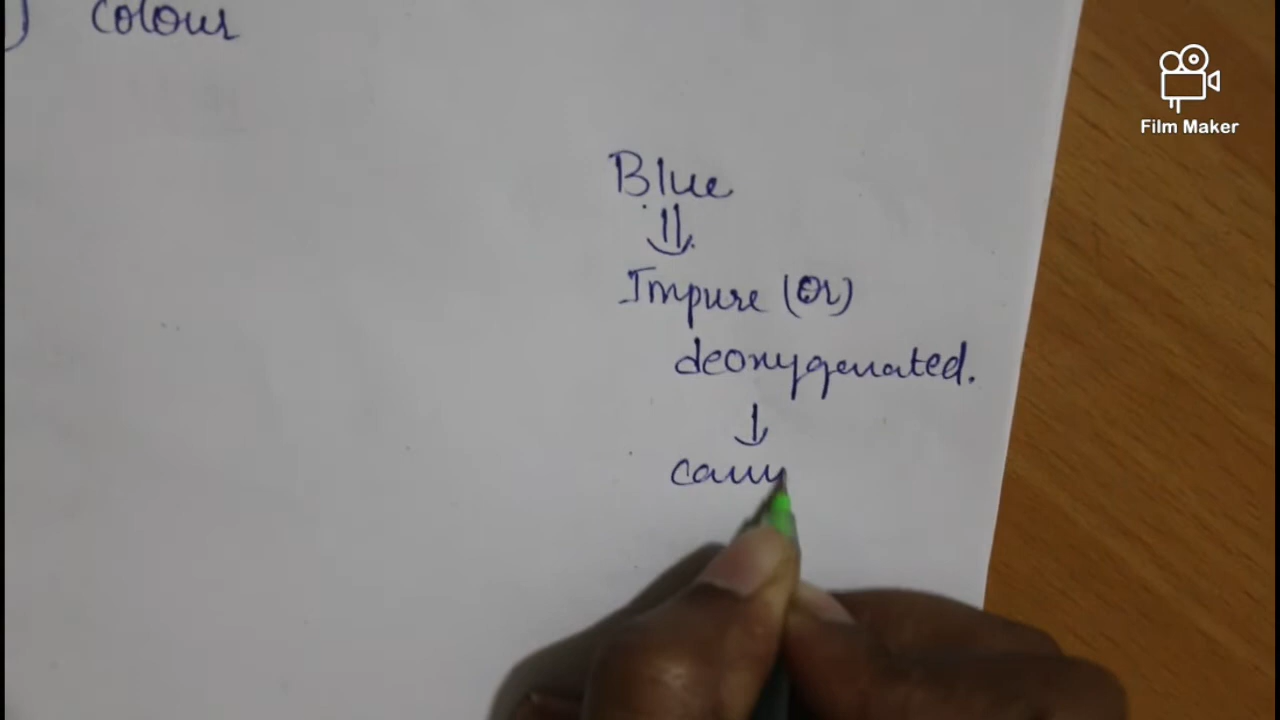 ) colour
Film Maker
Blue
Impure (Or)
deoxygenated.
carry